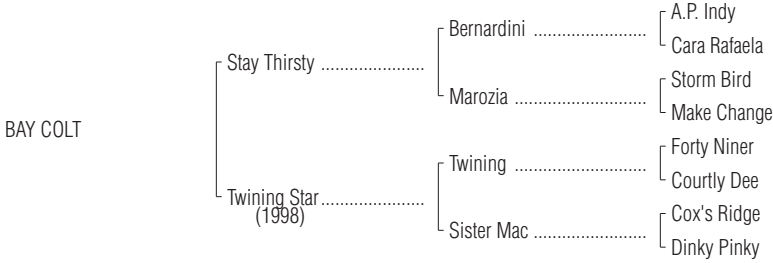 A.P. Indy
Bernardini ........................
Cara Rafaela
Stay Thirsty ......................
Storm Bird
Marozia ............................
Make Change
BAY COLT
Forty Niner
Twining ............................
Courtly Dee
Twining Star......................
(1998)
Cox's Ridge
Sister Mac ........................
Dinky Pinky